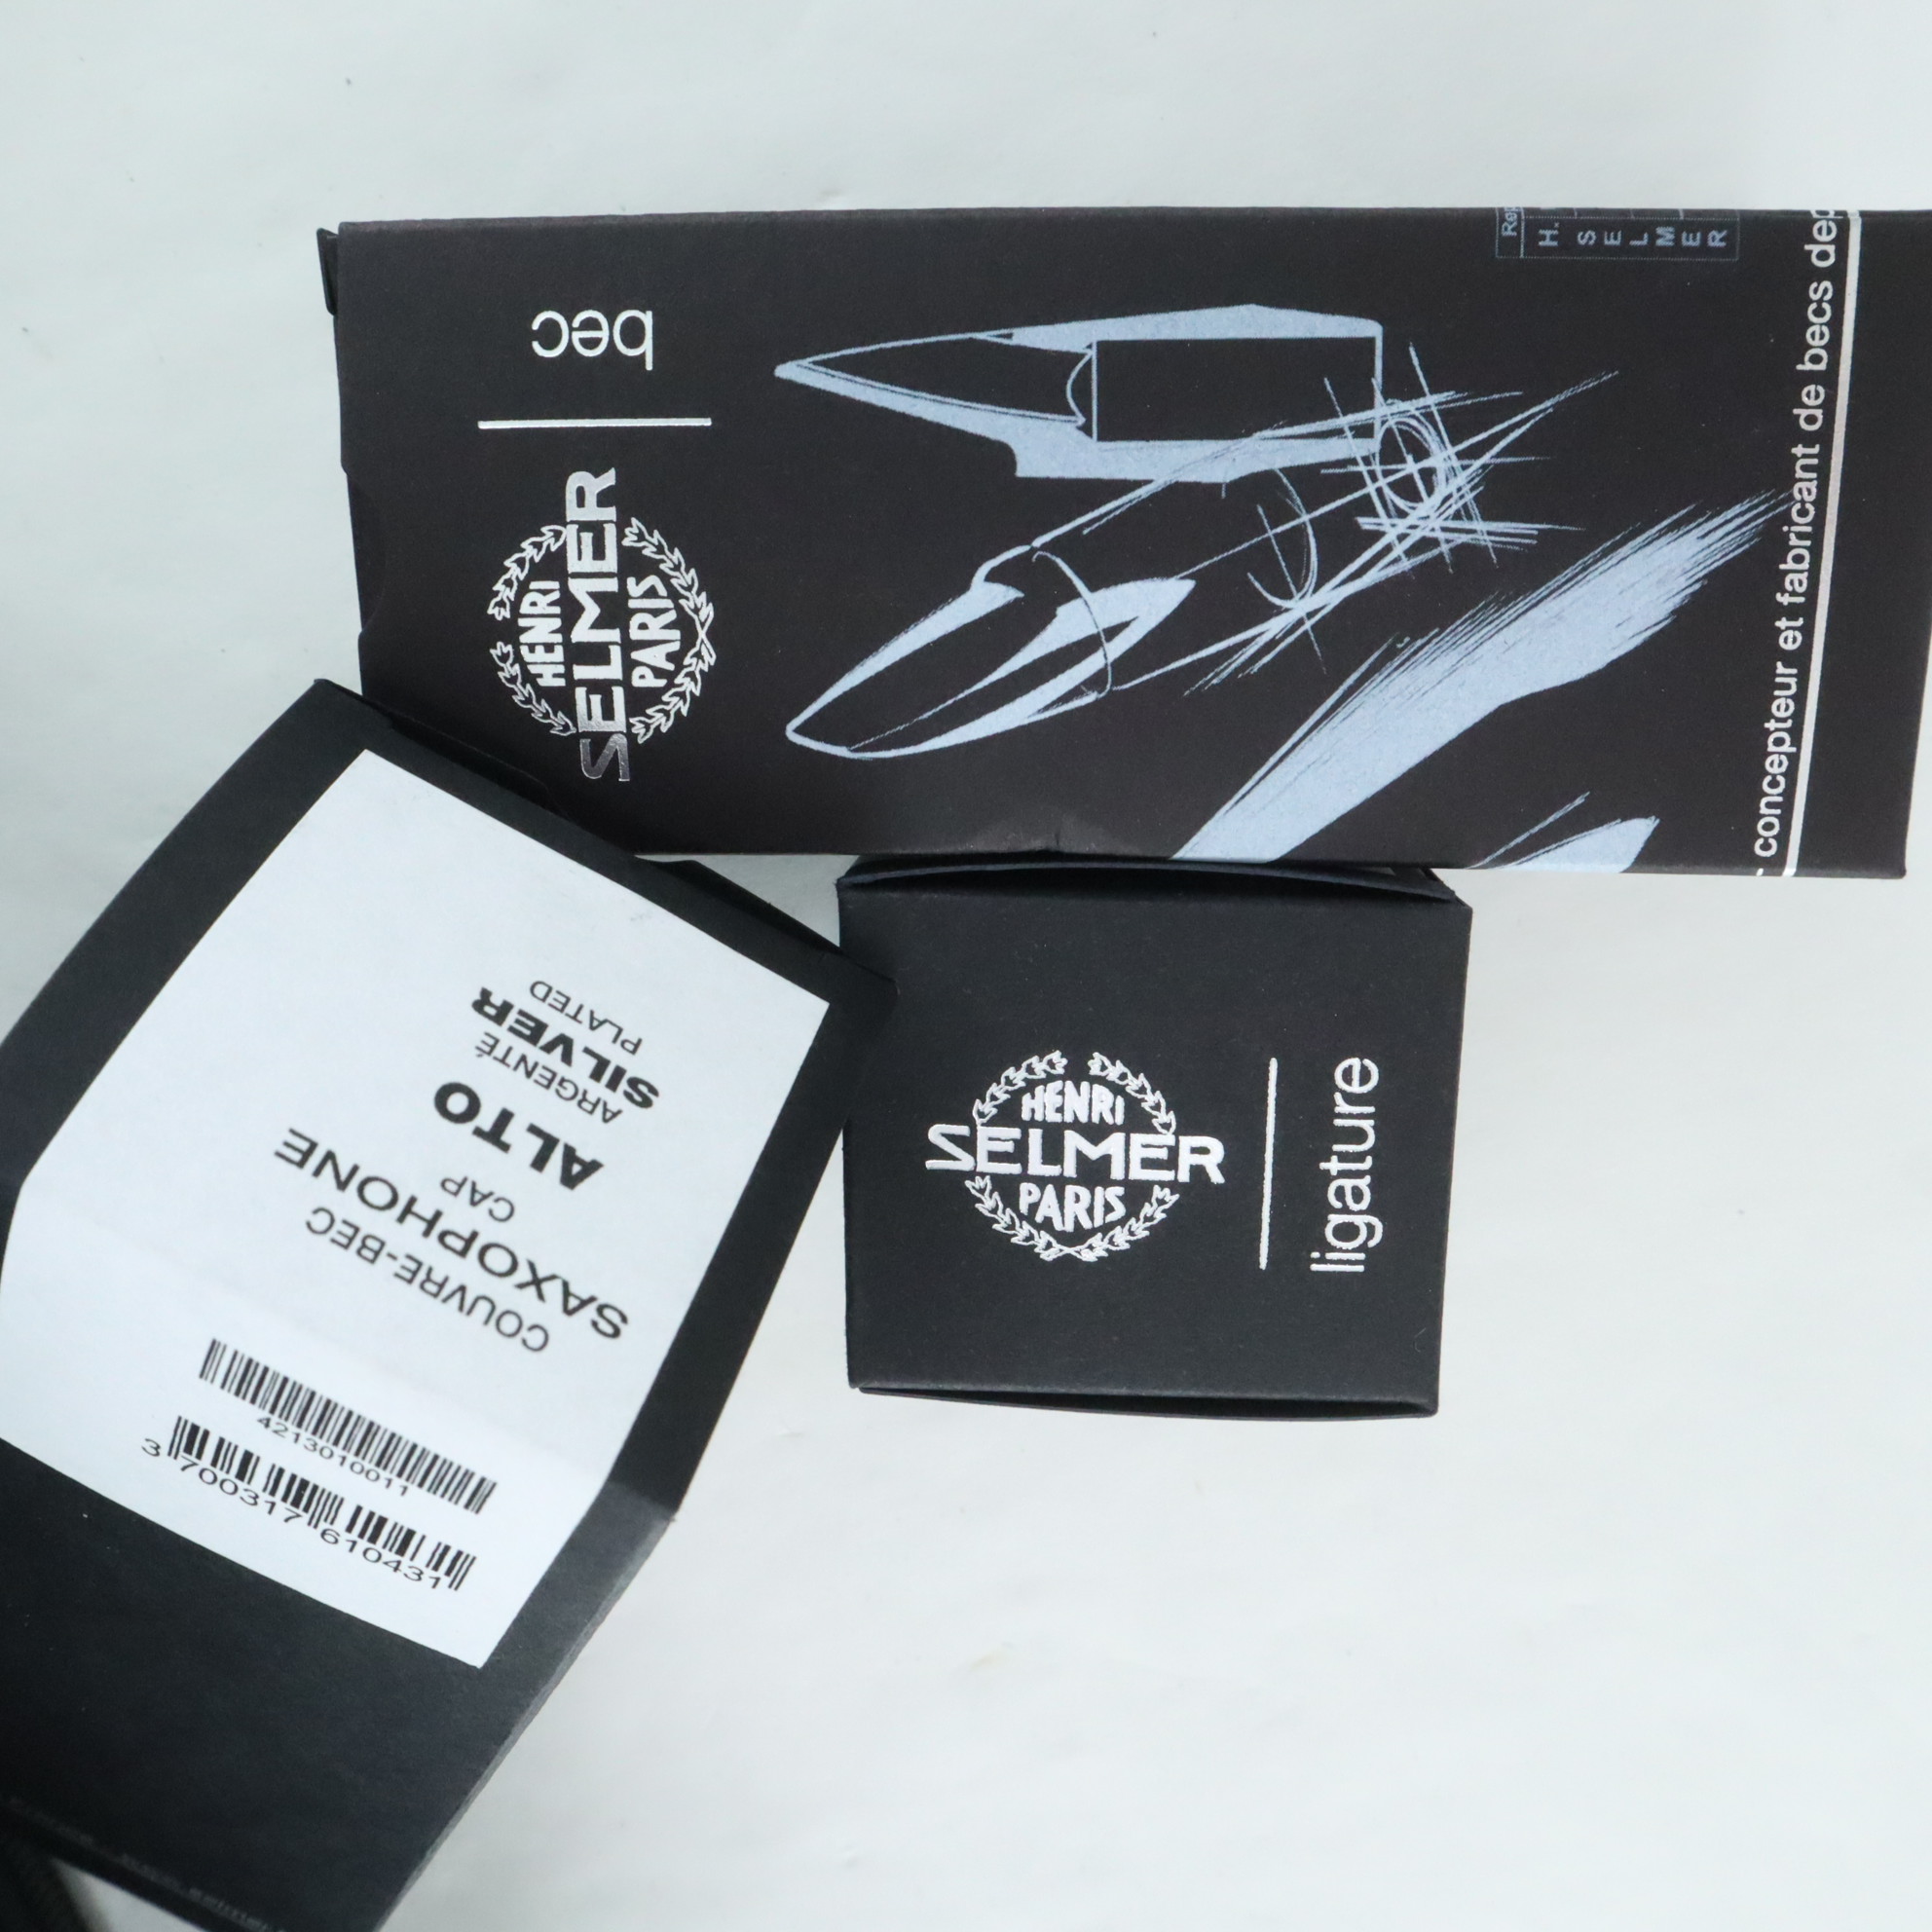 bec
HENRI
SELMER
PARIS
H.
SELMER
concepteur et fabricant de becs
COUVRE-BEC
SAXOPHONE
CAP
ALTO
ARGENTÉ
SILVER
PLATED
4213010011
3 700317 610431
HENRI
SELMER
PARIS
ligature